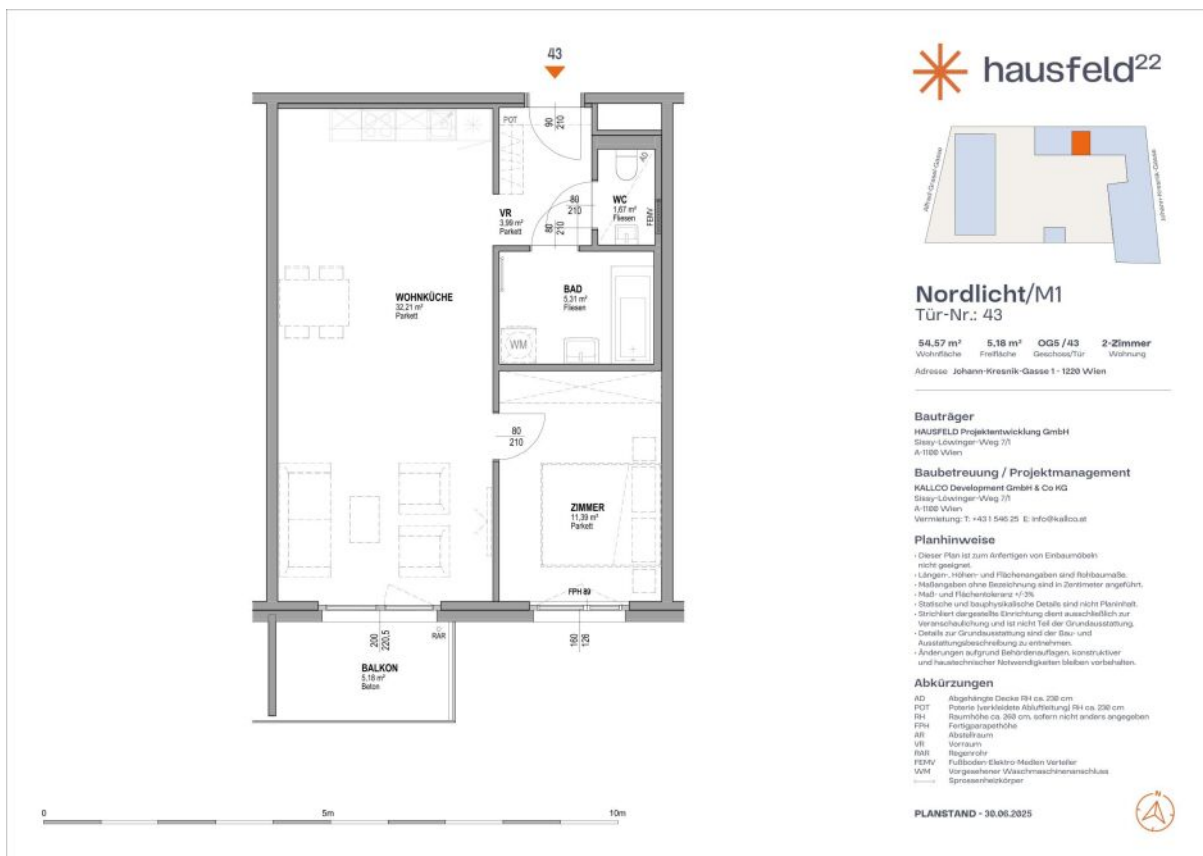 43
POT
90
210
AD
WC
1,67 m²
Fliesen
FEMV
80
210
VR
3,99 m²
Parkett
80
210
WOHNKÜCHE
32,21 m²
Parkett
BAD
5,31 m²
Fliesen
WM
80
210
ZIMMER
11,39 m²
Parkett
FPH 89
200
220,5
RAR
160
126
BALKON
5,18 m²
Beton
0
5m
10m
hausfeld22
Johann-Kresnik-Gasse
Nordlicht/M1
Tür-Nr.: 43
54,57 m² 5,18 m² OG5 / 43 2-Zimmer
Wohnfläche Freifläche Geschoss/Tür Wohnung
Adresse Johann-Kresnik-Gasse 1 - 1220 Wien
Bauträger
HAUSFELD Projektentwicklung GmbH
Sissy-Löwinger-Weg 7/1
A-1100 Wien
Baubetreuung / Projektmanagement
KALLCO Development GmbH & Co KG
Sissy-Löwinger-Weg 7/1
A-1100 Wien
Vermietung: T: +43 1 546 25 E: info@kallco.at
Planhinweise
• Dieser Plan ist zum Anfertigen von Einbaumöbeln
nicht geeignet.
• Längen-, Höhen- und Flächenangaben sind Rohbaumaße.
• Maßangaben ohne Bezeichnung sind in Zentimeter angeführt.
• Maß- und Flächentoleranz +/-3%
• Statische und bauphysikalische Details sind nicht Planinhalt.
• Strichliert dargestellte Einrichtung dient ausschließlich zur
Veranschaulichung und ist nicht Teil der Grundausstattung.
• Details zur Grundausstattung sind der Bau- und
Ausstattungsbeschreibung zu entnehmen.
• Änderungen aufgrund Behördenauflagen, konstruktiver
und haustechnischer Notwendigkeiten bleiben vorbehalten.
Abkürzungen
AD Abgehängte Decke RH ca. 230 cm
POT Poterie (verkleidete Abluftleitung) RH ca. 230 cm
RH Raumhöhe ca. 260 cm, sofern nicht anders angegeben
FPH Fertigparapethöhe
AR Abstellraum
VR Vorraum
RAR Regenrohr
FEMV Fußboden-Elektro-Medien Verteiler
WM Vorgesehener Waschmaschinenanschluss
Sprossenheizkörper
PLANSTAND - 30.06.2025
N